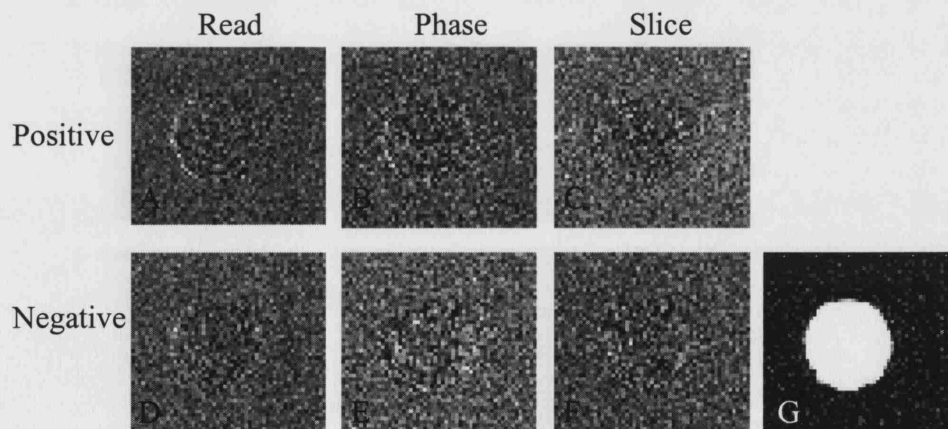 Read Phase Slice
Positive
A B C
Negative
D E F G